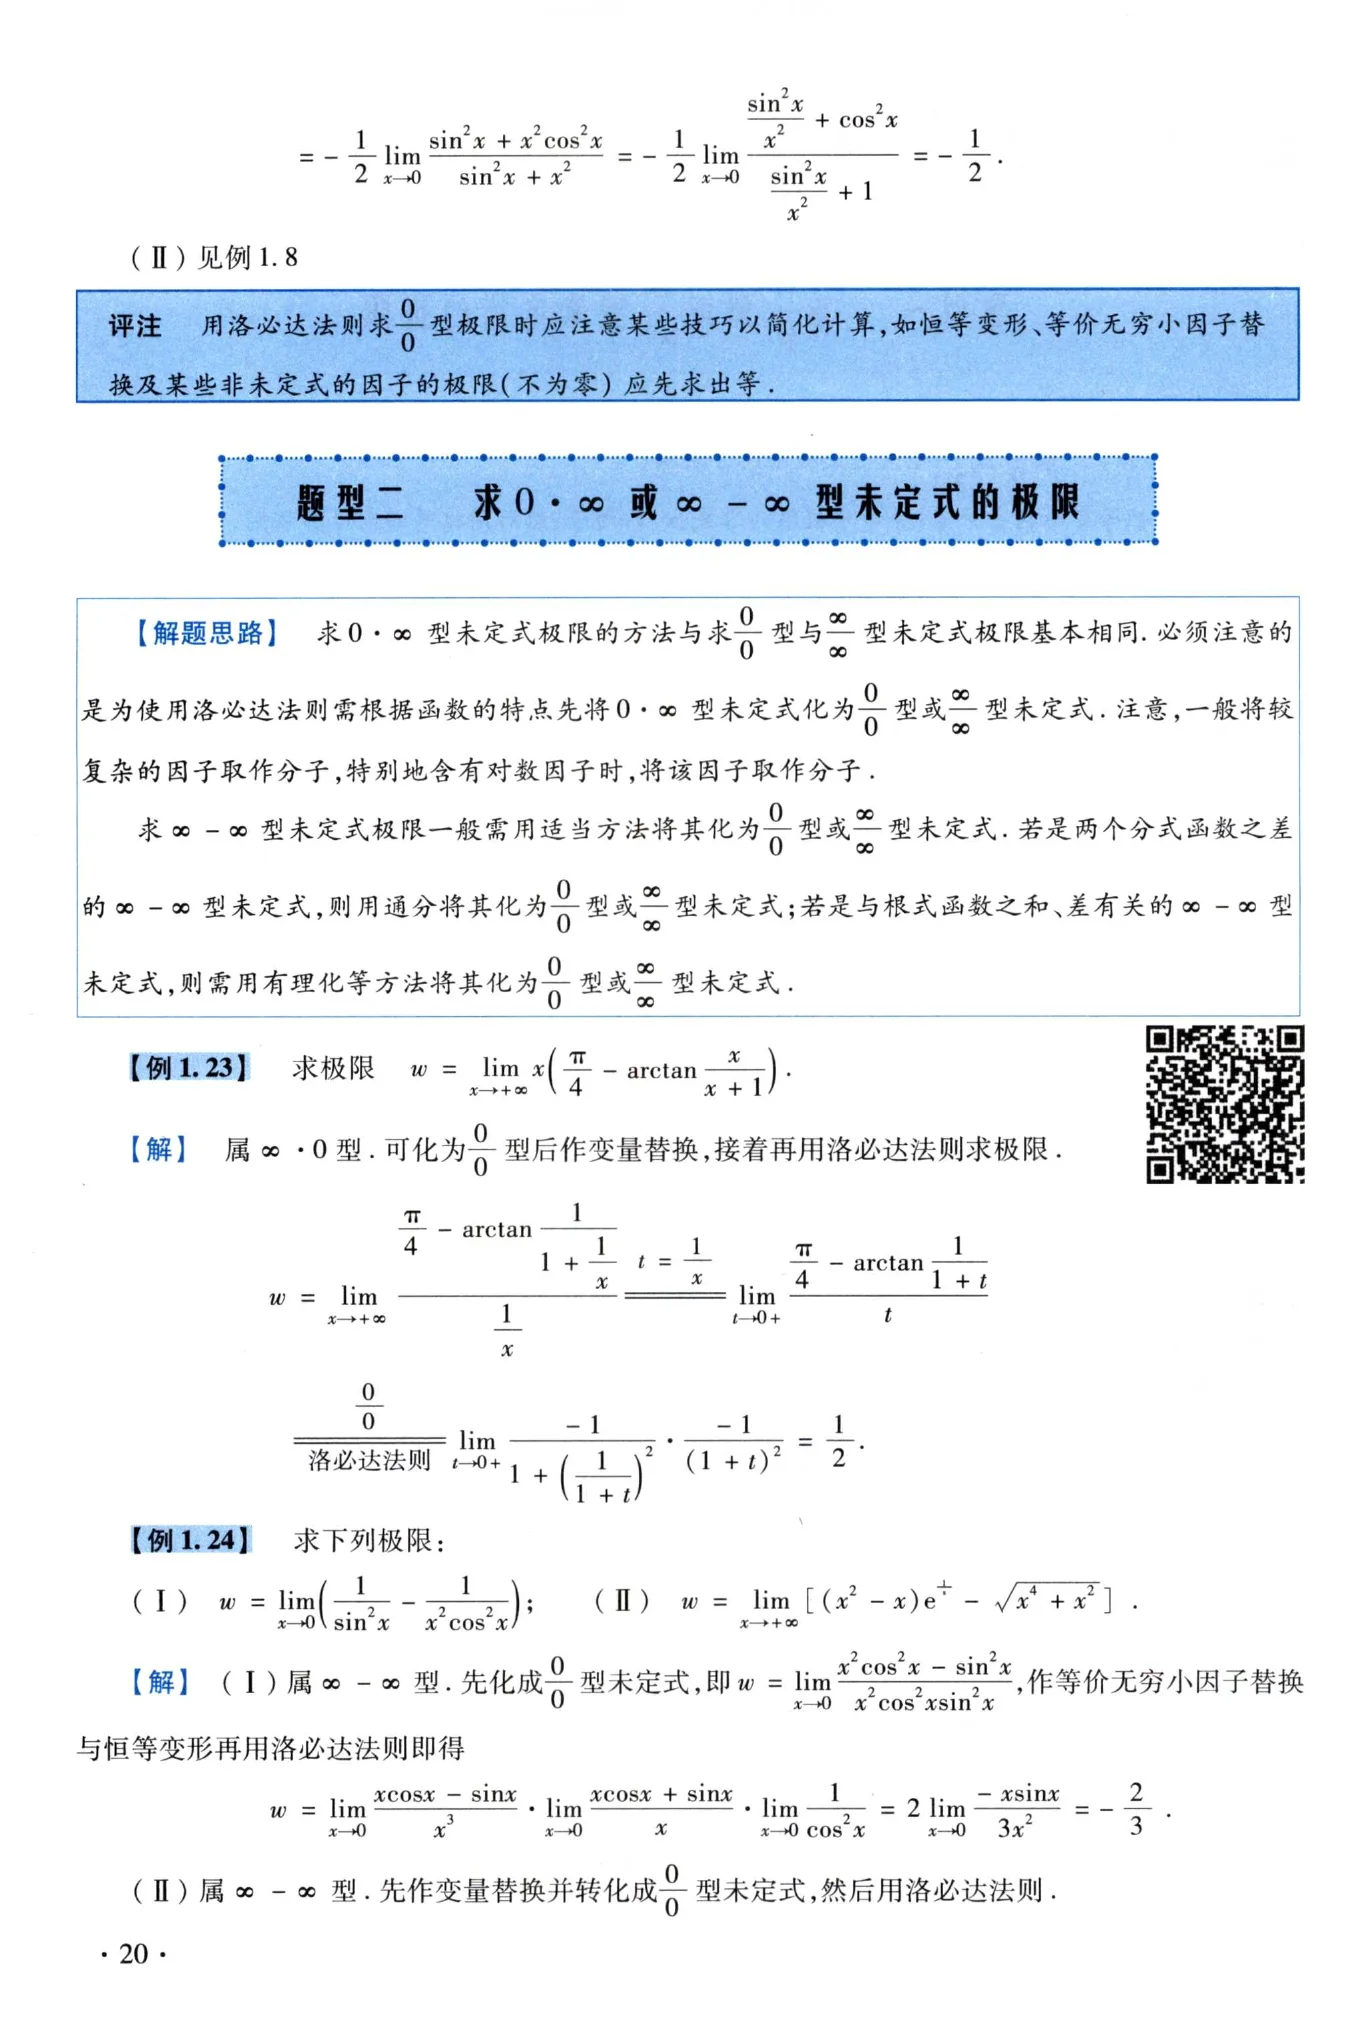 $= -\frac{1}{2}\lim_{x\to 0}\frac{\sin^2 x + x^2\cos^2 x}{\sin^2 x + x^2} = -\frac{1}{2}\lim_{x\to 0}\frac{\frac{\sin^2 x}{x^2} + \cos^2 x}{\frac{\sin^2 x}{x^2} + 1} = -\frac{1}{2}.$
(Ⅱ)见例1.8
评注 用洛必达法则求$\frac{0}{0}$型极限时应注意某些技巧以简化计算,如恒等变形、等价无穷小因子替
换及某些非未定式的因子的极限(不为零)应先求出等.
题型二 求0·∞或∞-∞型未定式的极限
【解题思路】 求0·∞型未定式极限的方法与求$\frac{0}{0}$型与$\frac{\infty}{\infty}$型未定式极限基本相同.必须注意的
是为使用洛必达法则需根据函数的特点先将0·∞型未定式化为$\frac{0}{0}$型或$\frac{\infty}{\infty}$型未定式.注意,一般将较
复杂的因子取作分子,特别地含有对数因子时,将该因子取作分子.
求∞-∞型未定式极限一般需用适当方法将其化为$\frac{0}{0}$型或$\frac{\infty}{\infty}$型未定式.若是两个分式函数之差
的∞-∞型未定式,则用通分将其化为$\frac{0}{0}$型或$\frac{\infty}{\infty}$型未定式;若是与根式函数之和、差有关的∞-∞型
未定式,则需用有理化等方法将其化为$\frac{0}{0}$型或$\frac{\infty}{\infty}$型未定式.
【例1.23】 求极限 $w = \lim_{x\to +\infty} x\left(\frac{\pi}{4} - \arctan\frac{x}{x+1}\right).$
【解】 属∞·0型.可化为$\frac{0}{0}$型后作变量替换,接着再用洛必达法则求极限.
$w = \lim_{x\to +\infty}\frac{\frac{\pi}{4} - \arctan\frac{1}{1+\frac{1}{x}}}{\frac{1}{x}} \overset{t=\frac{1}{x}}{=} \lim_{t\to 0+}\frac{\frac{\pi}{4} - \arctan\frac{1}{1+t}}{t}$
$\underset{洛必达法则}{\overset{\frac{0}{0}}{=}} \lim_{t\to 0+}\frac{-1}{1+\left(\frac{1}{1+t}\right)^2}\cdot\frac{-1}{(1+t)^2} = \frac{1}{2}.$
【例1.24】 求下列极限:
(Ⅰ) $w = \lim_{x\to 0}\left(\frac{1}{\sin^2 x} - \frac{1}{x^2\cos^2 x}\right);$ (Ⅱ) $w = \lim_{x\to +\infty}[(x^2 - x)e^{\frac{1}{x}} - \sqrt{x^4 + x^2}].$
【解】 (Ⅰ)属∞-∞型.先化成$\frac{0}{0}$型未定式,即$w = \lim_{x\to 0}\frac{x^2\cos^2 x - \sin^2 x}{x^2\cos^2 x\sin^2 x}$,作等价无穷小因子替换
与恒等变形再用洛必达法则即得
$w = \lim_{x\to 0}\frac{x\cos x - \sin x}{x^3}\cdot\lim_{x\to 0}\frac{x\cos x + \sin x}{x}\cdot\lim_{x\to 0}\frac{1}{\cos^2 x} = 2\lim_{x\to 0}\frac{-x\sin x}{3x^2} = -\frac{2}{3}.$
(Ⅱ)属∞-∞型.先作变量替换并转化成$\frac{0}{0}$型未定式,然后用洛必达法则.
·20·